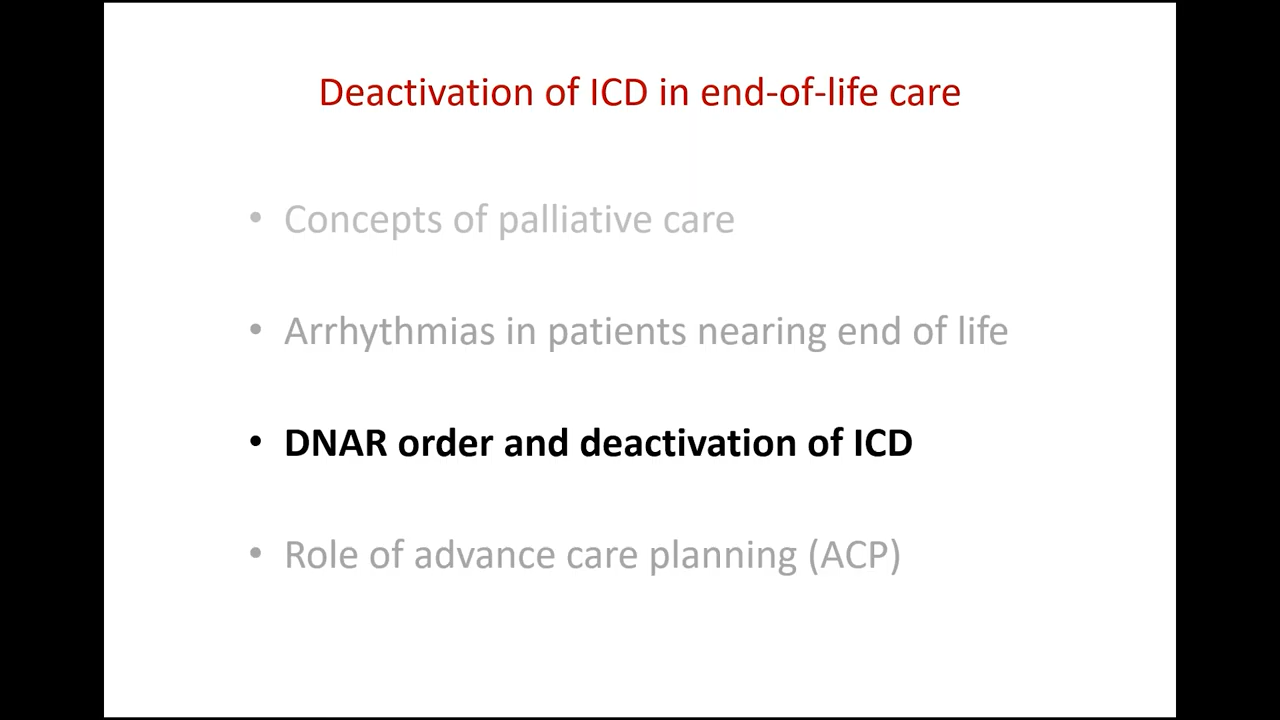 Deactivation of ICD in end-of-life care
• Concepts of palliative care
• Arrhythmias in patients nearing end of life
• DNAR order and deactivation of ICD
• Role of advance care planning (ACP)